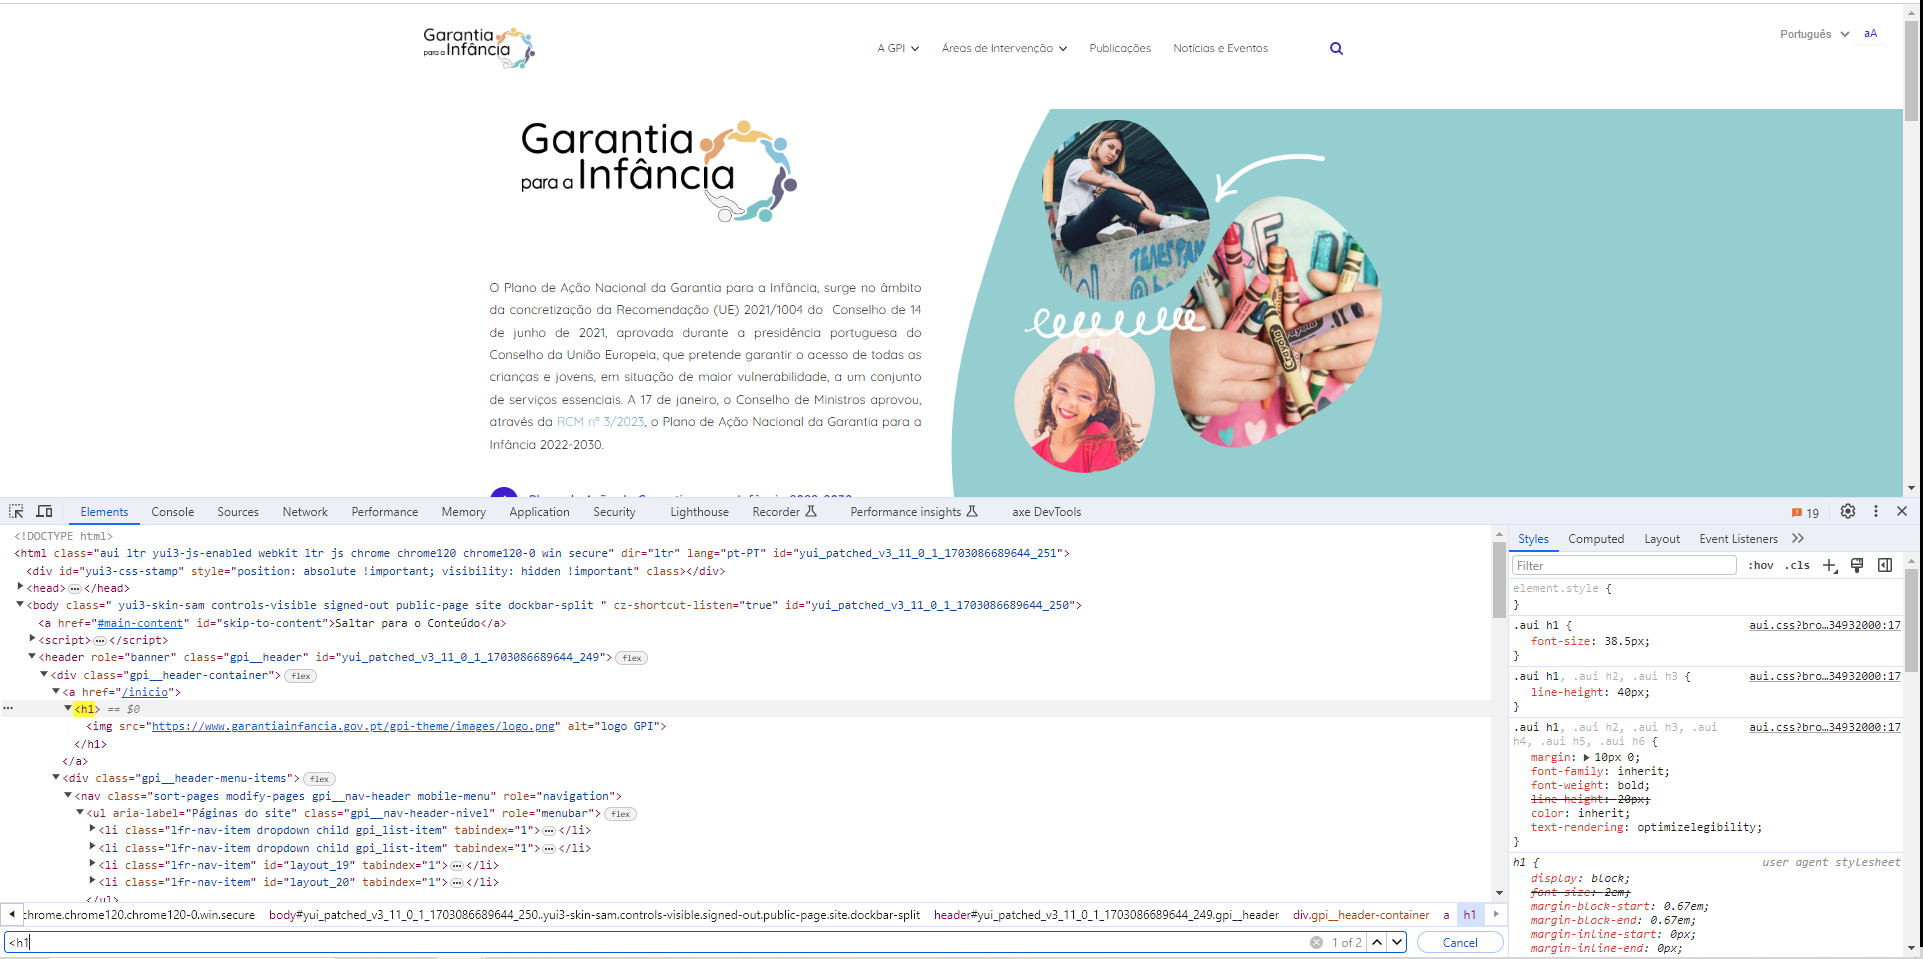 Garantia
para a Infância
A GPI
Áreas de Intervenção
Publicações
Notícias e Eventos
Português
aA
Garantia
para a Infância
O Plano de Ação Nacional da Garantia para a Infância, surge no âmbito
da concretização da Recomendação (UE) 2021/1004 do Conselho de 14
de junho de 2021, aprovada durante a presidência portuguesa do
Conselho da União Europeia, que pretende garantir o acesso de todas as
crianças e jovens, em situação de maior vulnerabilidade, a um conjunto
de serviços essenciais. A 17 de janeiro, o Conselho de Ministros aprovou,
através da RCM nº 3/2023, o Plano de Ação Nacional da Garantia para a
Infância 2022-2030.
Elements
Console
Sources
Network
Performance
Memory
Application
Security
Lighthouse
Recorder
Performance insights
axe DevTools
19
<!DOCTYPE html>
<html class="aui ltr yui3-js-enabled webkit ltr js chrome chrome120 chrome120-0 win secure" dir="ltr" lang="pt-PT" id="yui_patched_v3_11_0_1_1703086689644_251">
<div id="yui3-css-stamp" style="position: absolute !important; visibility: hidden !important" class></div>
<head>…</head>
<body class=" yui3-skin-sam controls-visible signed-out public-page site dockbar-split " cz-shortcut-listen="true" id="yui_patched_v3_11_0_1_1703086689644_250">
<a href="#main-content" id="skip-to-content">Saltar para o Conteúdo</a>
<script>…</script>
<header role="banner" class="gpi__header" id="yui_patched_v3_11_0_1_1703086689644_249"> flex
<div class="gpi__header-container"> flex
<a href="/inicio">
… <h1> == $0
<img src="https://www.garantiainfancia.gov.pt/gpi-theme/images/logo.png" alt="logo GPI">
</h1>
</a>
<div class="gpi__header-menu-items"> flex
<nav class="sort-pages modify-pages gpi__nav-header mobile-menu" role="navigation">
<ul aria-label="Páginas do site" class="gpi__nav-header-nivel" role="menubar"> flex
<li class="lfr-nav-item dropdown child gpi_list-item" tabindex="1">…</li>
<li class="lfr-nav-item dropdown child gpi_list-item" tabindex="1">…</li>
<li class="lfr-nav-item" id="layout_19" tabindex="1">…</li>
<li class="lfr-nav-item" id="layout_20" tabindex="1">…</li>
</ul>
chrome.chrome120.chrome120-0.win.secure
body#yui_patched_v3_11_0_1_1703086689644_250..yui3-skin-sam.controls-visible.signed-out.public-page.site.dockbar-split
header#yui_patched_v3_11_0_1_1703086689644_249.gpi__header
div.gpi__header-container
a
h1
<h1
1 of 2
Cancel
Styles
Computed
Layout
Event Listeners
Filter
:hov
.cls
element.style {
}
.aui h1 { aui.css?bro…34932000:17
font-size: 38.5px;
}
.aui h1, .aui h2, .aui h3 { aui.css?bro…34932000:17
line-height: 40px;
}
.aui h1, .aui h2, .aui h3, .aui aui.css?bro…34932000:17
h4, .aui h5, .aui h6 {
margin: 10px 0;
font-family: inherit;
font-weight: bold;
line-height: 20px;
color: inherit;
text-rendering: optimizelegibility;
}
h1 { user agent stylesheet
display: block;
font-size: 2em;
margin-block-start: 0.67em;
margin-block-end: 0.67em;
margin-inline-start: 0px;
margin-inline-end: 0px;